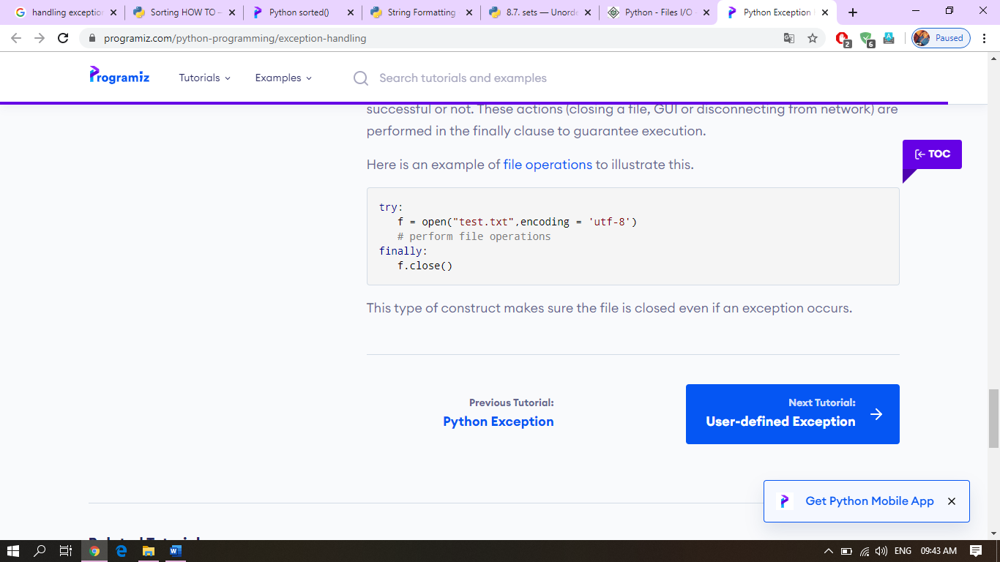 handling exceptio
Sorting HOW TO –
Python sorted()
String Formatting
8.7. sets — Unorde
Python - Files I/O
Python Exception
programiz.com/python-programming/exception-handling
2
6
Paused
Programiz
Tutorials
Examples
Search tutorials and examples
successful or not. These actions (closing a file, GUI or disconnecting from network) are
performed in the finally clause to guarantee execution.
TOC
Here is an example of file operations to illustrate this.
try:
f = open("test.txt",encoding = 'utf-8')
# perform file operations
finally:
f.close()
This type of construct makes sure the file is closed even if an exception occurs.
Previous Tutorial:
Python Exception
Next Tutorial:
User-defined Exception
Get Python Mobile App
ENG
09:43 AM